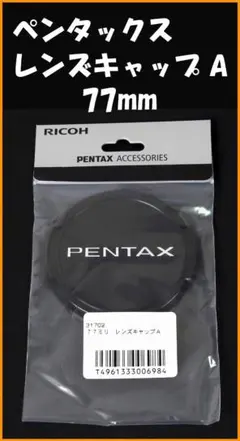 ペンタックス
レンズキャップ A
77mm
RICOH
PENTAX ACCESSORIES
PENTAX
31702
７７ミリ レンズキャップＡ
T4961333006984